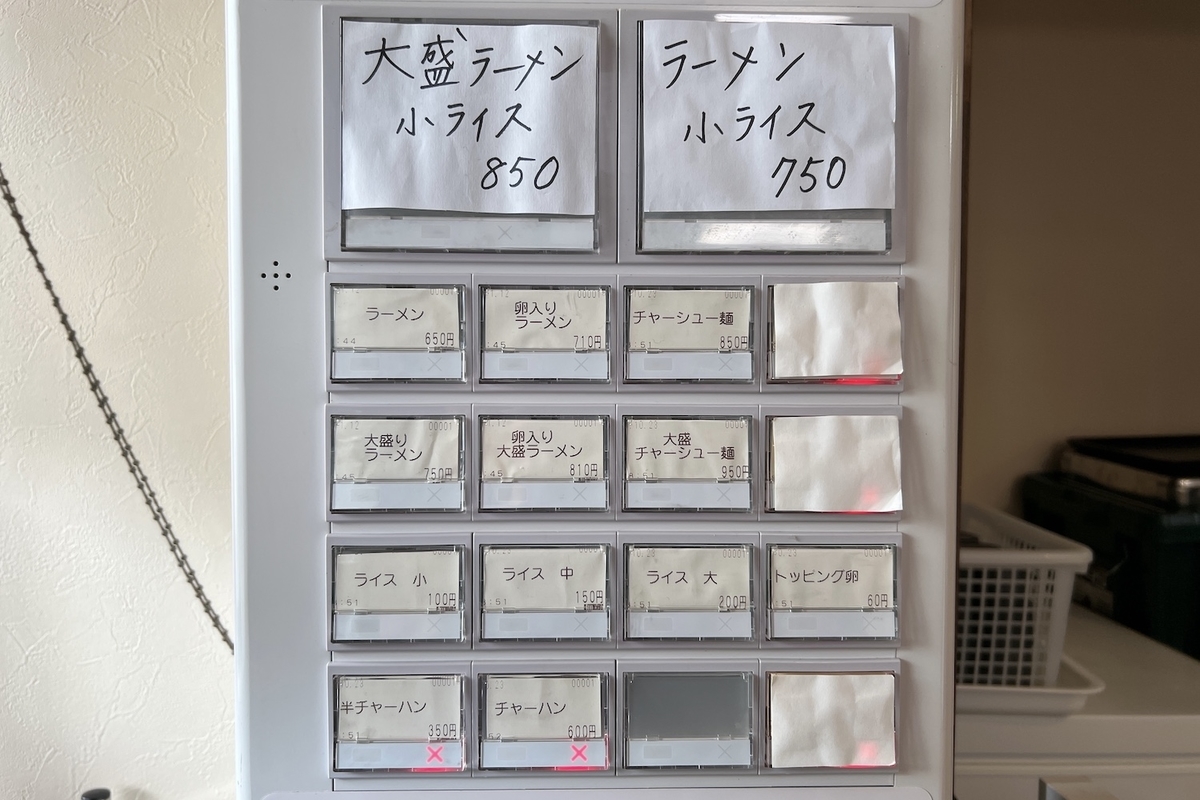 大盛ラーメン
小ライス
850
ラーメン
小ライス
750
ラーメン
650円
卵入り
ラーメン
710円
チャーシュー麺
850円
大盛り
ラーメン
750円
卵入り
大盛ラーメン
810円
大盛
チャーシュー麺
950円
ライス 小
100円
ライス 中
150円
ライス 大
200円
トッピング卵
60円
半チャーハン
350円
チャーハン
600円